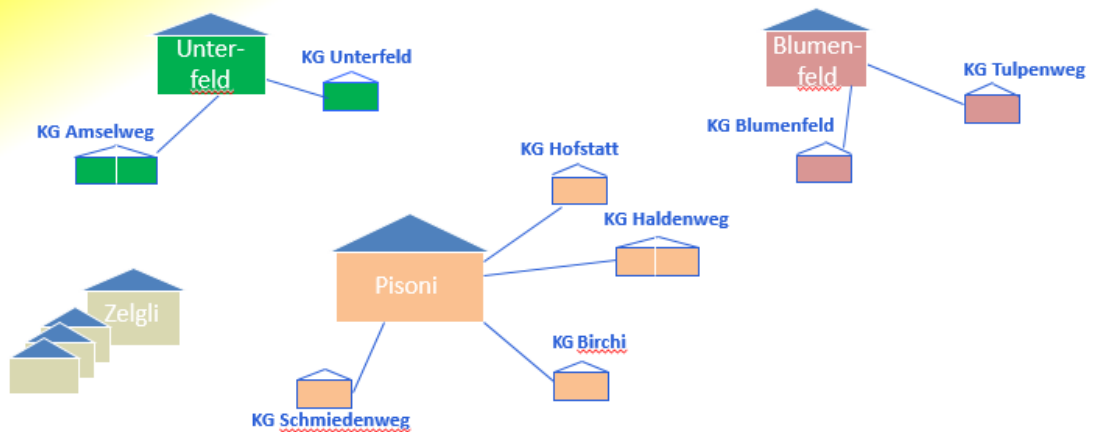 Unter-
feld
KG Unterfeld
KG Amselweg
Blumen-
feld
KG Tulpenweg
KG Blumenfeld
KG Hofstatt
KG Haldenweg
Pisoni
Zelgli
KG Birchi
KG Schmiedenweg